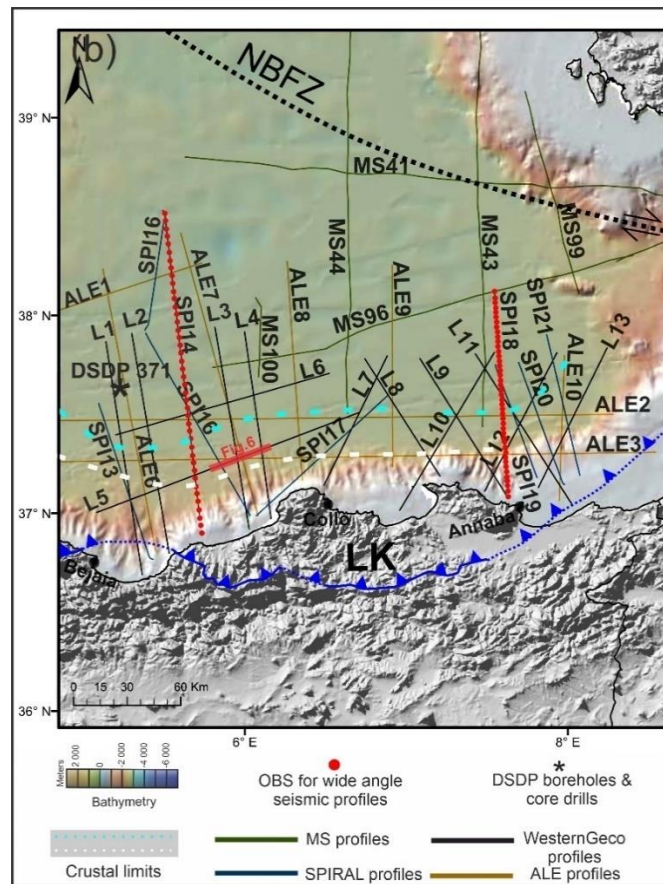 (b)
N
NBFZ
39° N
MS41
MS44
MS43
MS99
SPI16
ALE7
ALE8
ALE9
38° N
ALE1
L1
L2
SPI14
L3
L4
MS100
MS96
SPI18
SPI21
L11
L13
DSDP 371
L6
L7
L8
L9
SPI20
ALE10
SPI16
SPI17
ALE2
SPI13
ALE6
Fig.6
L10
L12
ALE3
L5
SPI19
37° N
Collo
Annaba
LK
Bejaia
0 15 30 60 Km
36° N
6° E
8° E
Meters
2 000
0
-2 000
-4 000
-6 000
Bathymetry
OBS for wide angle
seismic profiles
DSDP boreholes &
core drills
Crustal limits
MS profiles
WesternGeco
profiles
SPIRAL profiles
ALE profiles